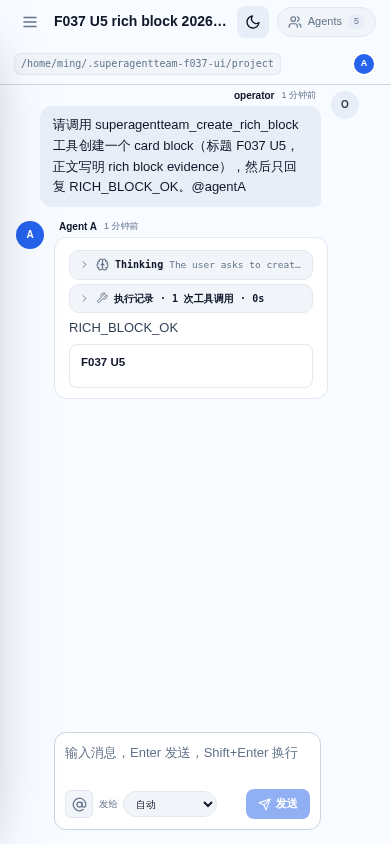 F037 U5 rich block 2026…
Agents 5
/home/ming/.superagentteam-f037-ui/project
A
operator 1 分钟前
O
请调用 superagentteam_create_rich_block
工具创建一个 card block（标题 F037 U5，
正文写明 rich block evidence），然后只回
复 RICH_BLOCK_OK。@agentA
A
Agent A 1 分钟前
Thinking The user asks to creat…
执行记录 · 1 次工具调用 · 0s
RICH_BLOCK_OK
F037 U5
输入消息，Enter 发送，Shift+Enter 换行
发给 自动 发送